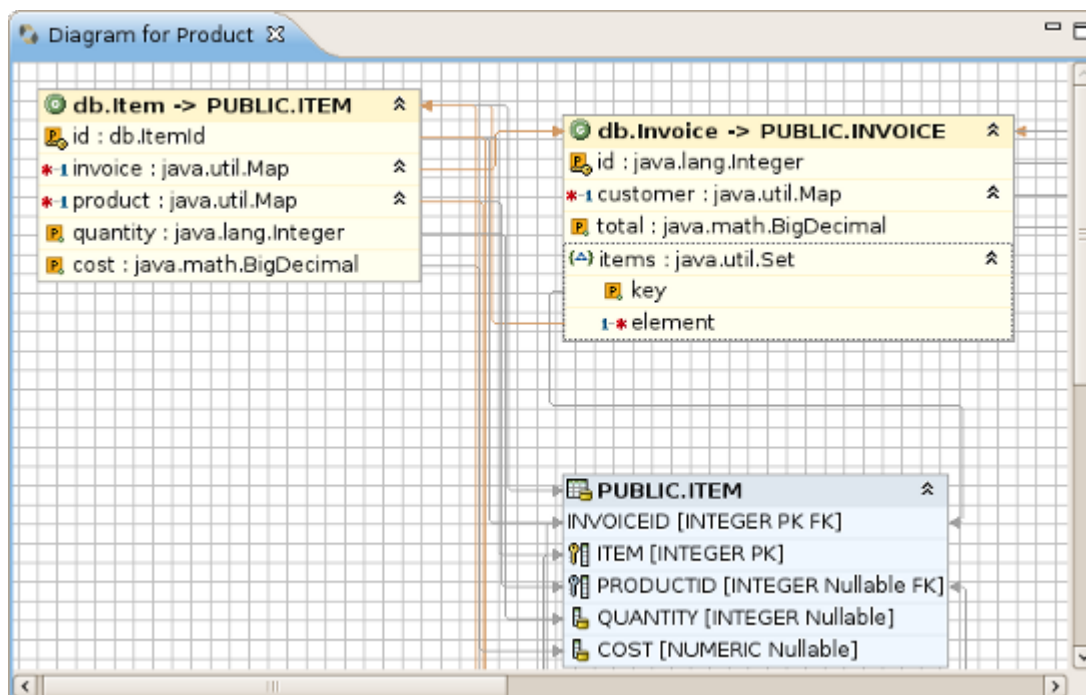 Diagram for Product
db.Item -> PUBLIC.ITEM
id : db.ItemId
invoice : java.util.Map
product : java.util.Map
quantity : java.lang.Integer
cost : java.math.BigDecimal
db.Invoice -> PUBLIC.INVOICE
id : java.lang.Integer
customer : java.util.Map
total : java.math.BigDecimal
items : java.util.Set
key
element
PUBLIC.ITEM
INVOICEID [INTEGER PK FK]
ITEM [INTEGER PK]
PRODUCTID [INTEGER Nullable FK]
QUANTITY [INTEGER Nullable]
COST [NUMERIC Nullable]